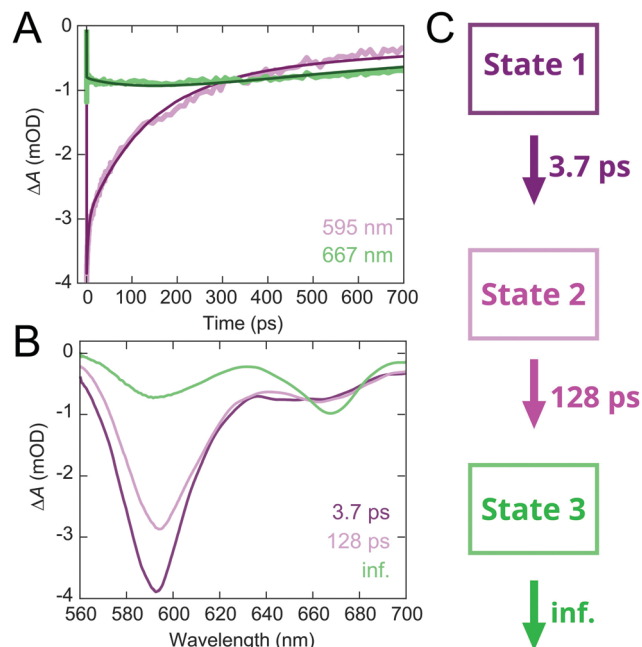 A
0
-1
-2
-3
-4
ΔA (mOD)
595 nm
667 nm
0 100 200 300 400 500 600 700
Time (ps)
B
0
-1
-2
-3
-4
ΔA (mOD)
3.7 ps
128 ps
inf.
560 580 600 620 640 660 680 700
Wavelength (nm)
C
State 1
3.7 ps
State 2
128 ps
State 3
inf.